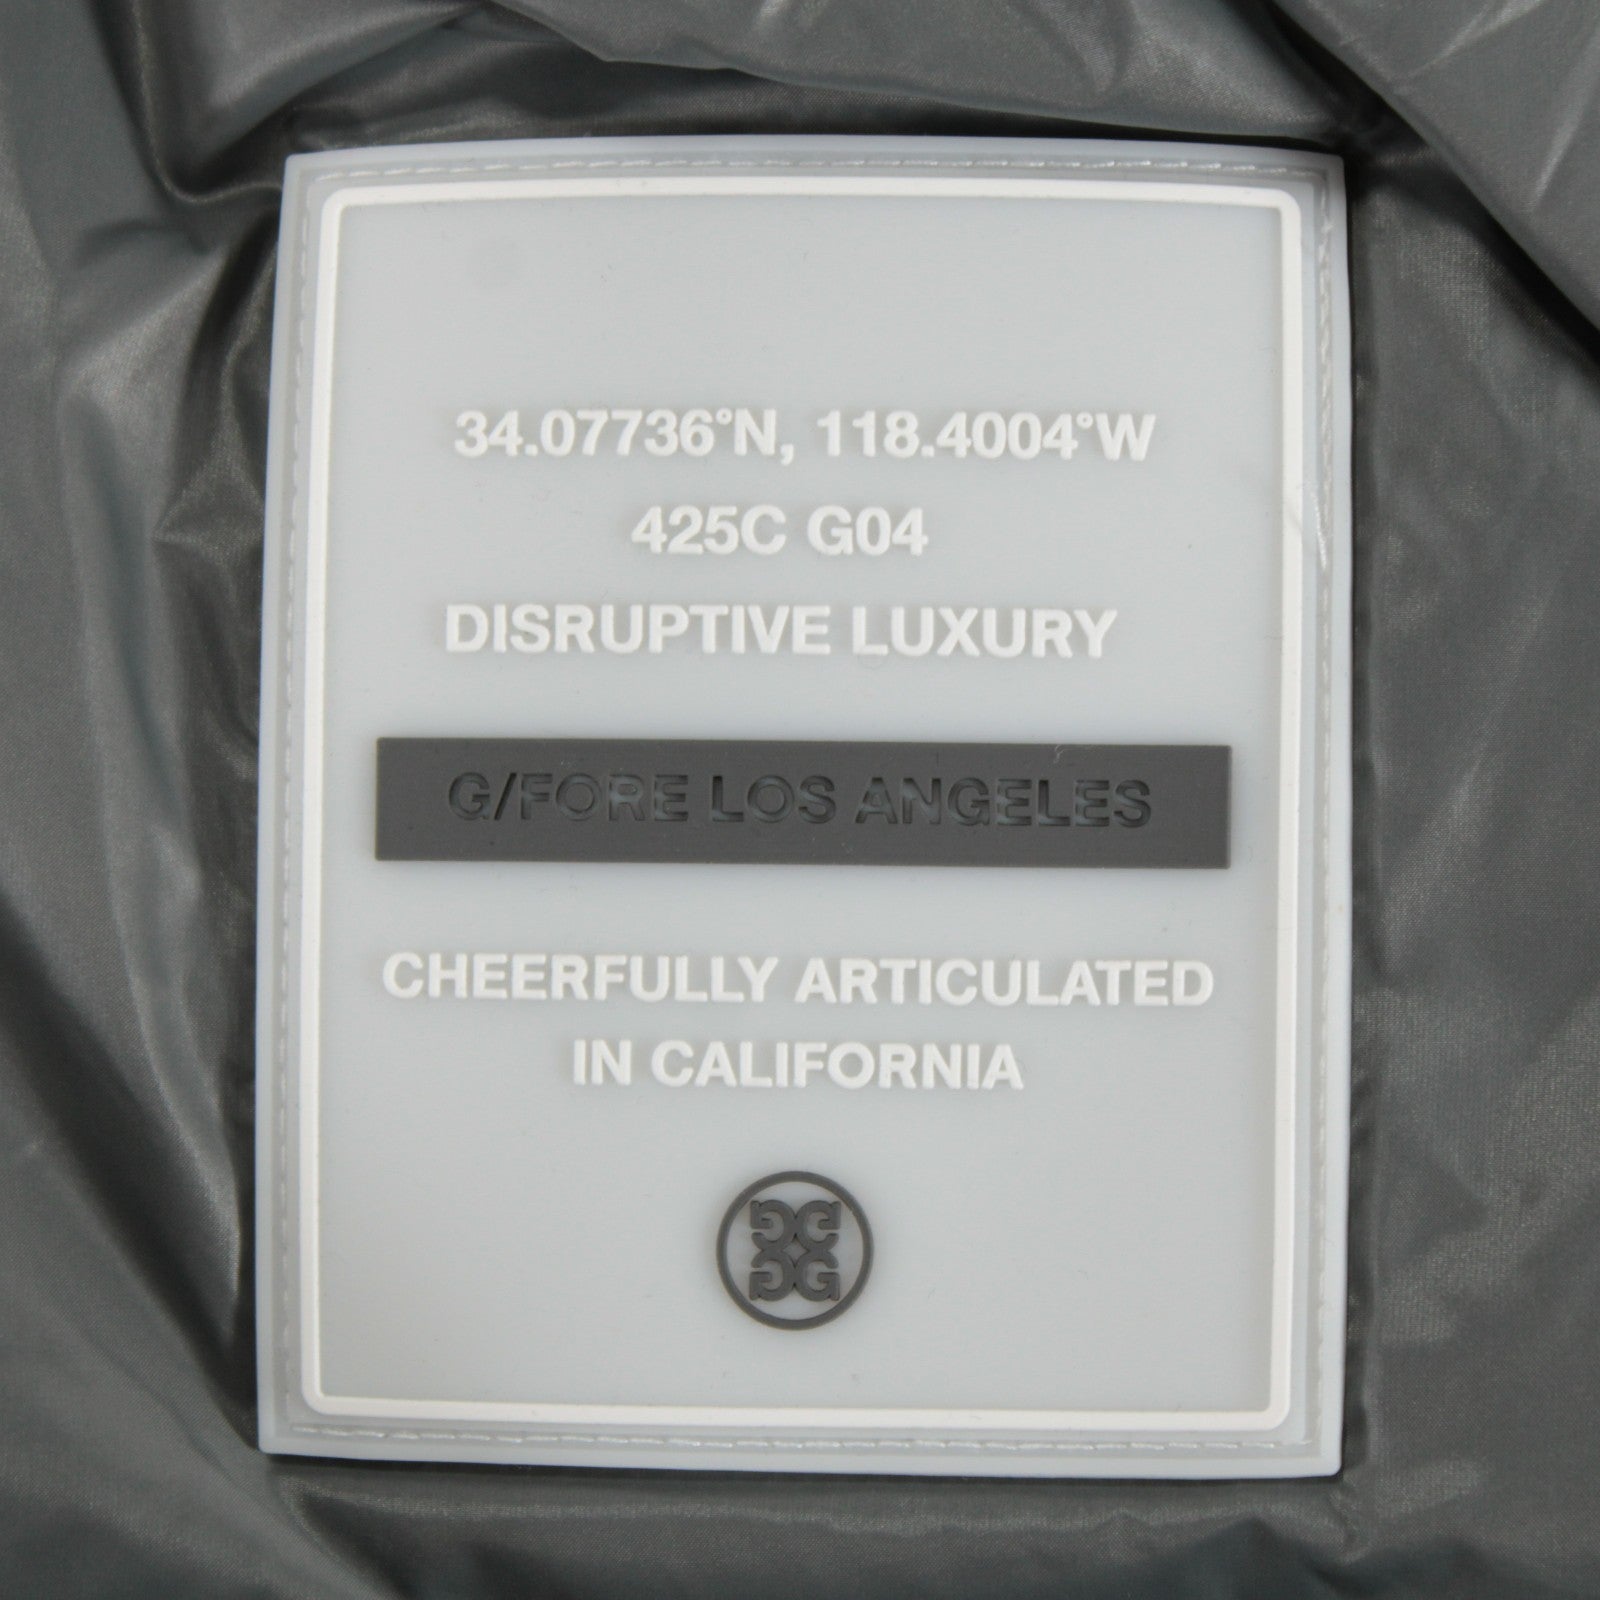 34.07736°N, 118.4004°W
425C G04
DISRUPTIVE LUXURY
G/FORE LOS ANGELES
CHEERFULLY ARTICULATED
IN CALIFORNIA